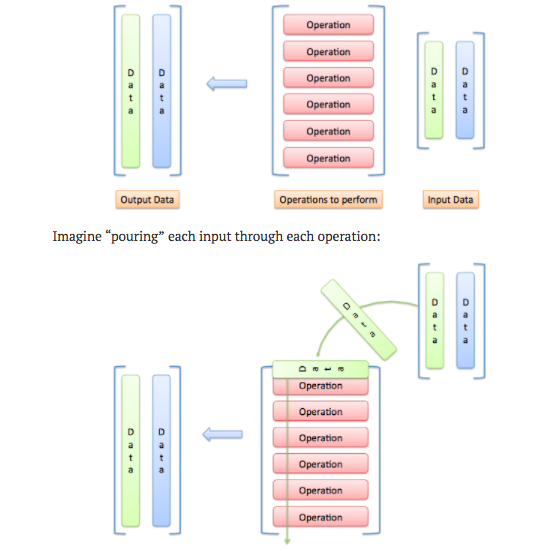 Data
Data
Operation
Operation
Operation
Operation
Operation
Operation
Data
Data
Output Data
Operations to perform
Input Data
Imagine “pouring” each input through each operation:
Data
Data
Data
Data
Operation
Operation
Operation
Operation
Operation
Operation
Data
Data